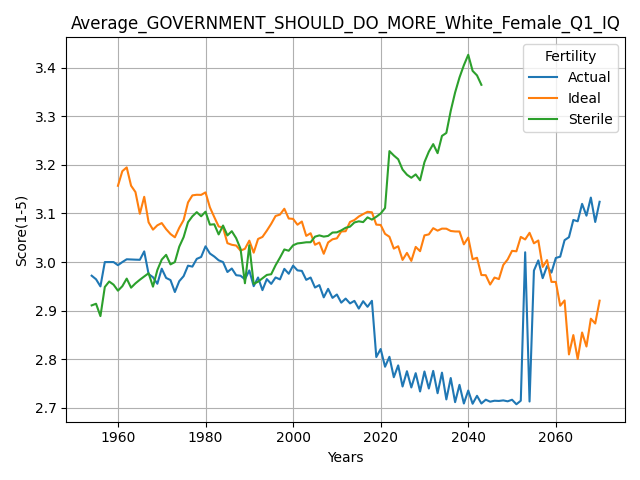 Average_GOVERNMENT_SHOULD_DO_MORE_White_Female_Q1_IQ
Fertility
Actual
Ideal
Sterile
Score(1-5)
3.4
3.3
3.2
3.1
3.0
2.9
2.8
2.7
1960
1980
2000
2020
2040
2060
Years